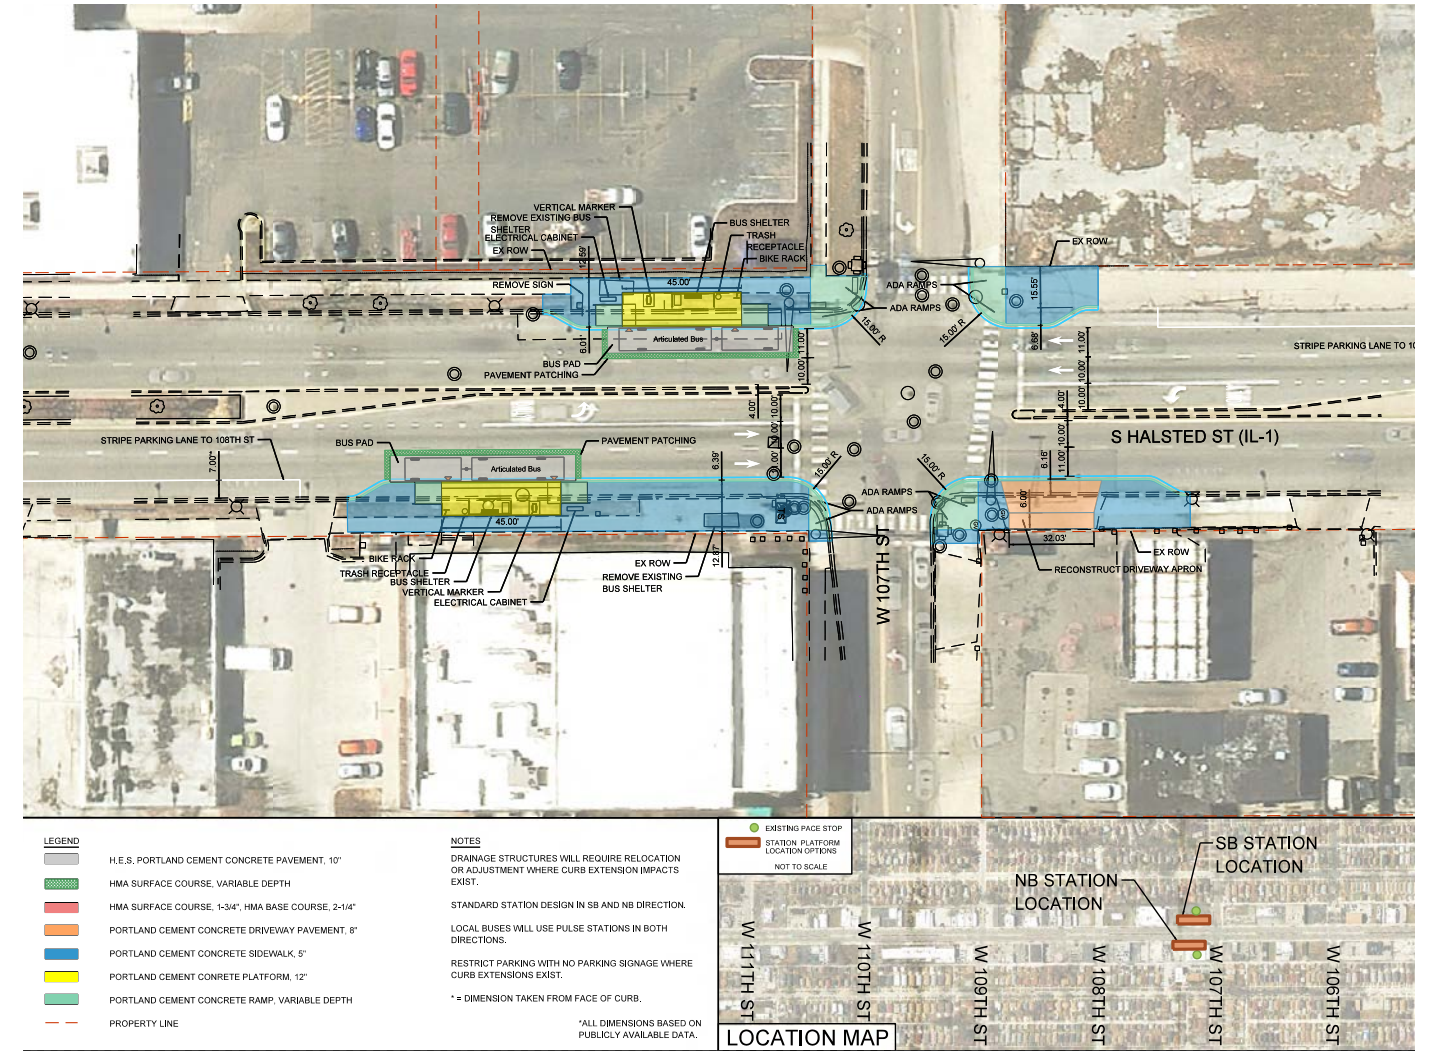 VERTICAL MARKER
REMOVE EXISTING BUS
SHELTER
ELECTRICAL CABINET
EX ROW
12.59'
REMOVE SIGN
45.00'
BUS SHELTER
TRASH
RECEPTACLE
BIKE RACK
EX ROW
ADA RAMPS
ADA RAMPS
15.55'
15.00' R
15.00' R
6.01'
Articulated Bus
11.00'
10.00'
6.68'
11.00'
10.00'
10.00'
STRIPE PARKING LANE TO 10
BUS PAD
PAVEMENT PATCHING
4.00'
10.00'
10.00'
4.00'
10.00'
11.00'
S HALSTED ST (IL-1)
STRIPE PARKING LANE TO 108TH ST
7.00'*
BUS PAD
PAVEMENT PATCHING
Articulated Bus
6.39'
15.00' R
15.00' R
6.16'
ADA RAMPS
ADA RAMPS
6.00'
45.00'
32.03'
BIKE RACK
TRASH RECEPTACLE
BUS SHELTER
VERTICAL MARKER
ELECTRICAL CABINET
EX ROW
REMOVE EXISTING
BUS SHELTER
12.87'
W 107TH ST
EX ROW
RECONSTRUCT DRIVEWAY APRON
LEGEND
H.E.S. PORTLAND CEMENT CONCRETE PAVEMENT, 10"
HMA SURFACE COURSE, VARIABLE DEPTH
HMA SURFACE COURSE, 1-3/4", HMA BASE COURSE, 2-1/4"
PORTLAND CEMENT CONCRETE DRIVEWAY PAVEMENT, 8"
PORTLAND CEMENT CONCRETE SIDEWALK, 5"
PORTLAND CEMENT CONRETE PLATFORM, 12"
PORTLAND CEMENT CONCRETE RAMP, VARIABLE DEPTH
PROPERTY LINE
NOTES
DRAINAGE STRUCTURES WILL REQUIRE RELOCATION
OR ADJUSTMENT WHERE CURB EXTENSION IMPACTS
EXIST.
STANDARD STATION DESIGN IN SB AND NB DIRECTION.
LOCAL BUSES WILL USE PULSE STATIONS IN BOTH
DIRECTIONS.
RESTRICT PARKING WITH NO PARKING SIGNAGE WHERE
CURB EXTENSIONS EXIST.
* = DIMENSION TAKEN FROM FACE OF CURB.
*ALL DIMENSIONS BASED ON
PUBLICLY AVAILABLE DATA.
EXISTING PACE STOP
STATION PLATFORM
LOCATION OPTIONS
NOT TO SCALE
SB STATION
LOCATION
NB STATION
LOCATION
W 111TH ST
W 110TH ST
W 109TH ST
W 108TH ST
W 107TH ST
W 106TH ST
LOCATION MAP